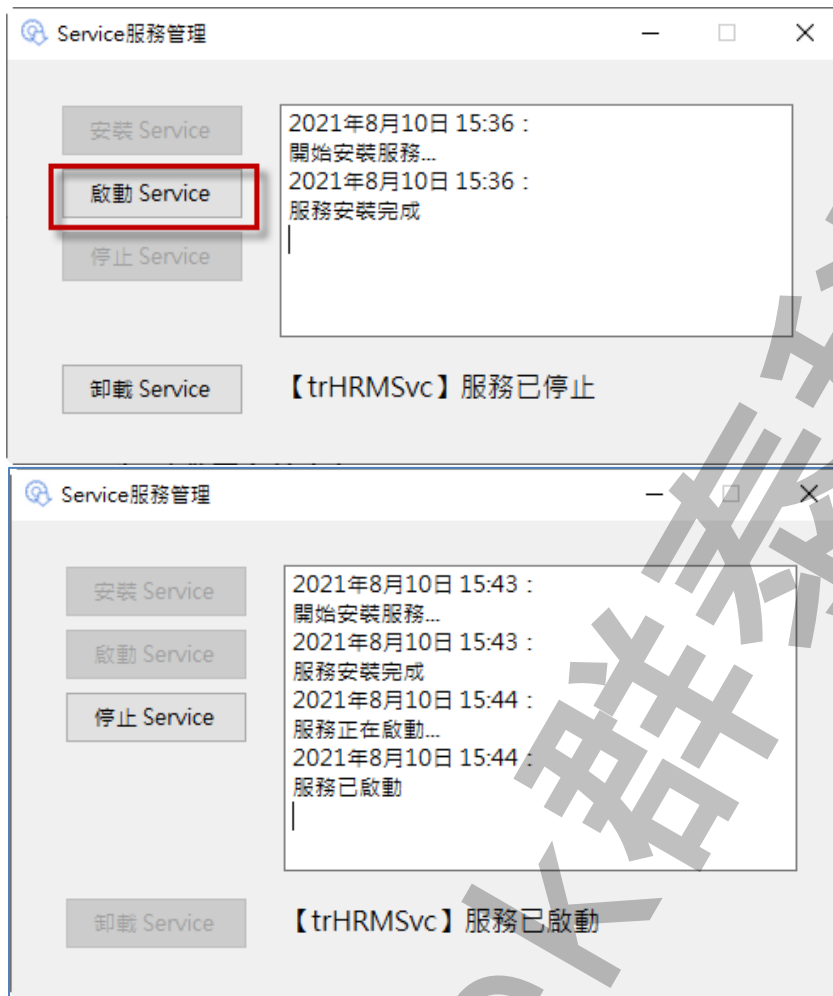 Service服務管理
安裝 Service
啟動 Service
停止 Service
卸載 Service
2021年8月10日 15:36：
開始安裝服務...
2021年8月10日 15:36：
服務安裝完成
【trHRMSvc】服務已停止
Service服務管理
安裝 Service
啟動 Service
停止 Service
卸載 Service
2021年8月10日 15:43：
開始安裝服務...
2021年8月10日 15:43：
服務安裝完成
2021年8月10日 15:44：
服務正在啟動...
2021年8月10日 15:44：
服務已啟動
【trHRMSvc】服務已啟動